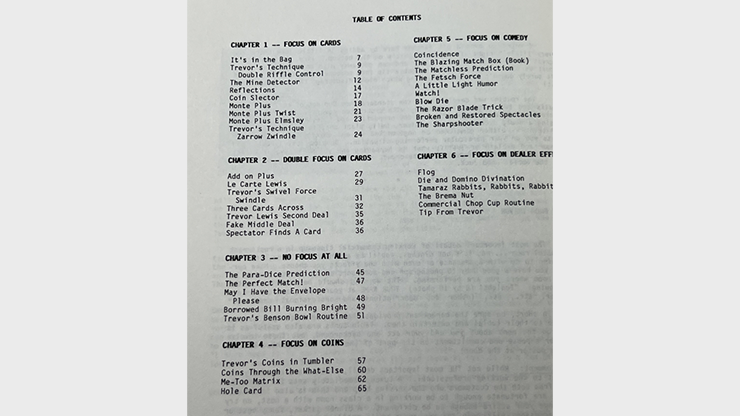 TABLE OF CONTENTS
CHAPTER 1 -- FOCUS ON CARDS
It's in the Bag 7
Trevor's Technique 9
Double Riffle Control 9
The Mine Detector 12
Reflections 14
Coin Slector 17
Monte Plus 18
Monte Plus Twist 21
Monte Plus Elmsley 23
Trevor's Technique
Zarrow Zwindle 24
CHAPTER 2 -- DOUBLE FOCUS ON CARDS
Add on Plus 27
Le Carte Lewis 29
Trevor's Swivel Force
Swindle 31
Three Cards Across 32
Trevor Lewis Second Deal 35
Fake Middle Deal 36
Spectator Finds A Card 36
CHAPTER 3 -- NO FOCUS AT ALL
The Para-Dice Prediction 45
The Perfect Match! 47
May I Have the Envelope
Please 48
Borrowed Bill Burning Bright 49
Trevor's Benson Bowl Routine 51
CHAPTER 4 -- FOCUS ON COINS
Trevor's Coins in Tumbler 57
Coins Through the What-Else 60
Me-Too Matrix 62
Hole Card 65
CHAPTER 5 -- FOCUS ON COMEDY
Coincidence
The Blazing Match Box (Book)
The Matchless Prediction
The Fetsch Force
A Little Light Humor
Watch!
Blow Die
The Razor Blade Trick
Broken and Restored Spectacles
The Sharpshooter
CHAPTER 6 -- FOCUS ON DEALER EFF
Flog
Die and Domino Divination
Tamaraz Rabbits, Rabbits, Rabbit
The Brema Nut
Commercial Chop Cup Routine
Tip From Trevor